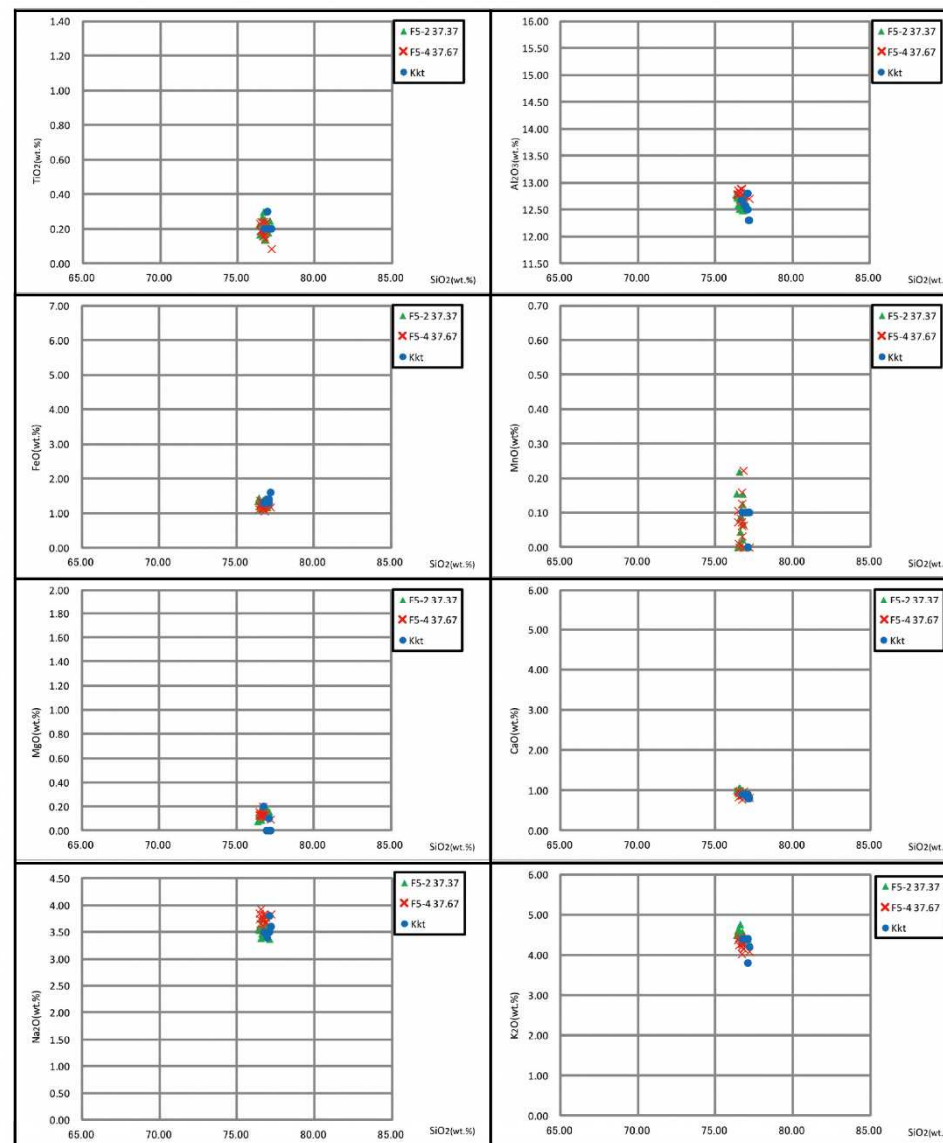 1.40
1.20
1.00
0.80
0.60
0.40
0.20
0.00
TiO2(wt.%)
65.00 70.00 75.00 80.00 85.00
SiO2(wt.%)
F5-2 37.37
F5-4 37.67
Kkt
16.00
15.50
15.00
14.50
14.00
13.50
13.00
12.50
12.00
11.50
Al2O3(wt.%)
65.00 70.00 75.00 80.00 85.00
SiO2(wt.
F5-2 37.37
F5-4 37.67
Kkt
7.00
6.00
5.00
4.00
3.00
2.00
1.00
0.00
FeO(wt.%)
65.00 70.00 75.00 80.00 85.00
SiO2(wt.%)
F5-2 37.37
F5-4 37.67
Kkt
0.70
0.60
0.50
0.40
0.30
0.20
0.10
0.00
MnO(wt%)
65.00 70.00 75.00 80.00 85.00
SiO2(wt.
F5-2 37.37
F5-4 37.67
Kkt
2.00
1.80
1.60
1.40
1.20
1.00
0.80
0.60
0.40
0.20
0.00
MgO(wt.%)
65.00 70.00 75.00 80.00 85.00
SiO2(wt.%)
F5-2 37.37
F5-4 37.67
Kkt
6.00
5.00
4.00
3.00
2.00
1.00
0.00
CaO(wt.%)
65.00 70.00 75.00 80.00 85.00
SiO2(wt.
F5-2 37.37
F5-4 37.67
Kkt
4.50
4.00
3.50
3.00
2.50
2.00
1.50
1.00
0.50
0.00
Na2O(wt.%)
65.00 70.00 75.00 80.00 85.00
SiO2(wt.%)
F5-2 37.37
F5-4 37.67
Kkt
6.00
5.00
4.00
3.00
2.00
1.00
0.00
K2O(wt.%)
65.00 70.00 75.00 80.00 85.00
SiO2(wt.
F5-2 37.37
F5-4 37.67
Kkt